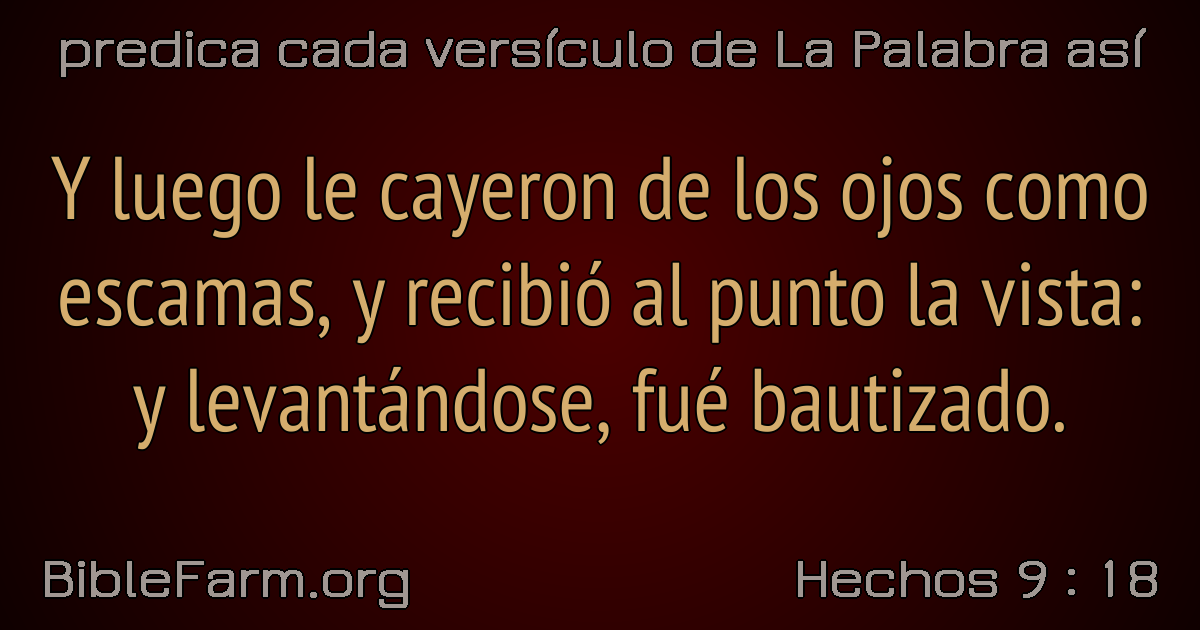 predica cada versículo de La Palabra así
Y luego le cayeron de los ojos como
escamas, y recibió al punto la vista:
y levantándose, fué bautizado.
BibleFarm.org
Hechos 9 : 18